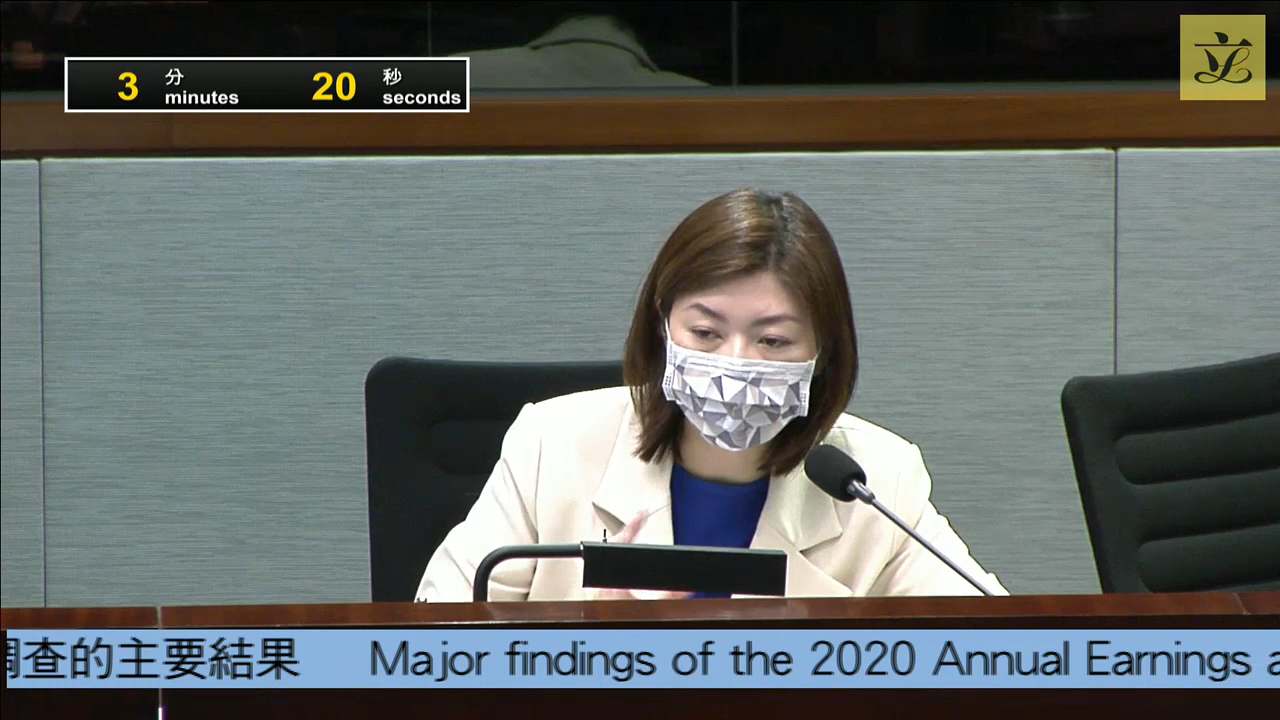 3 分 minutes 20 秒 seconds
立
查的主要結果 Major findings of the 2020 Annual Earnings